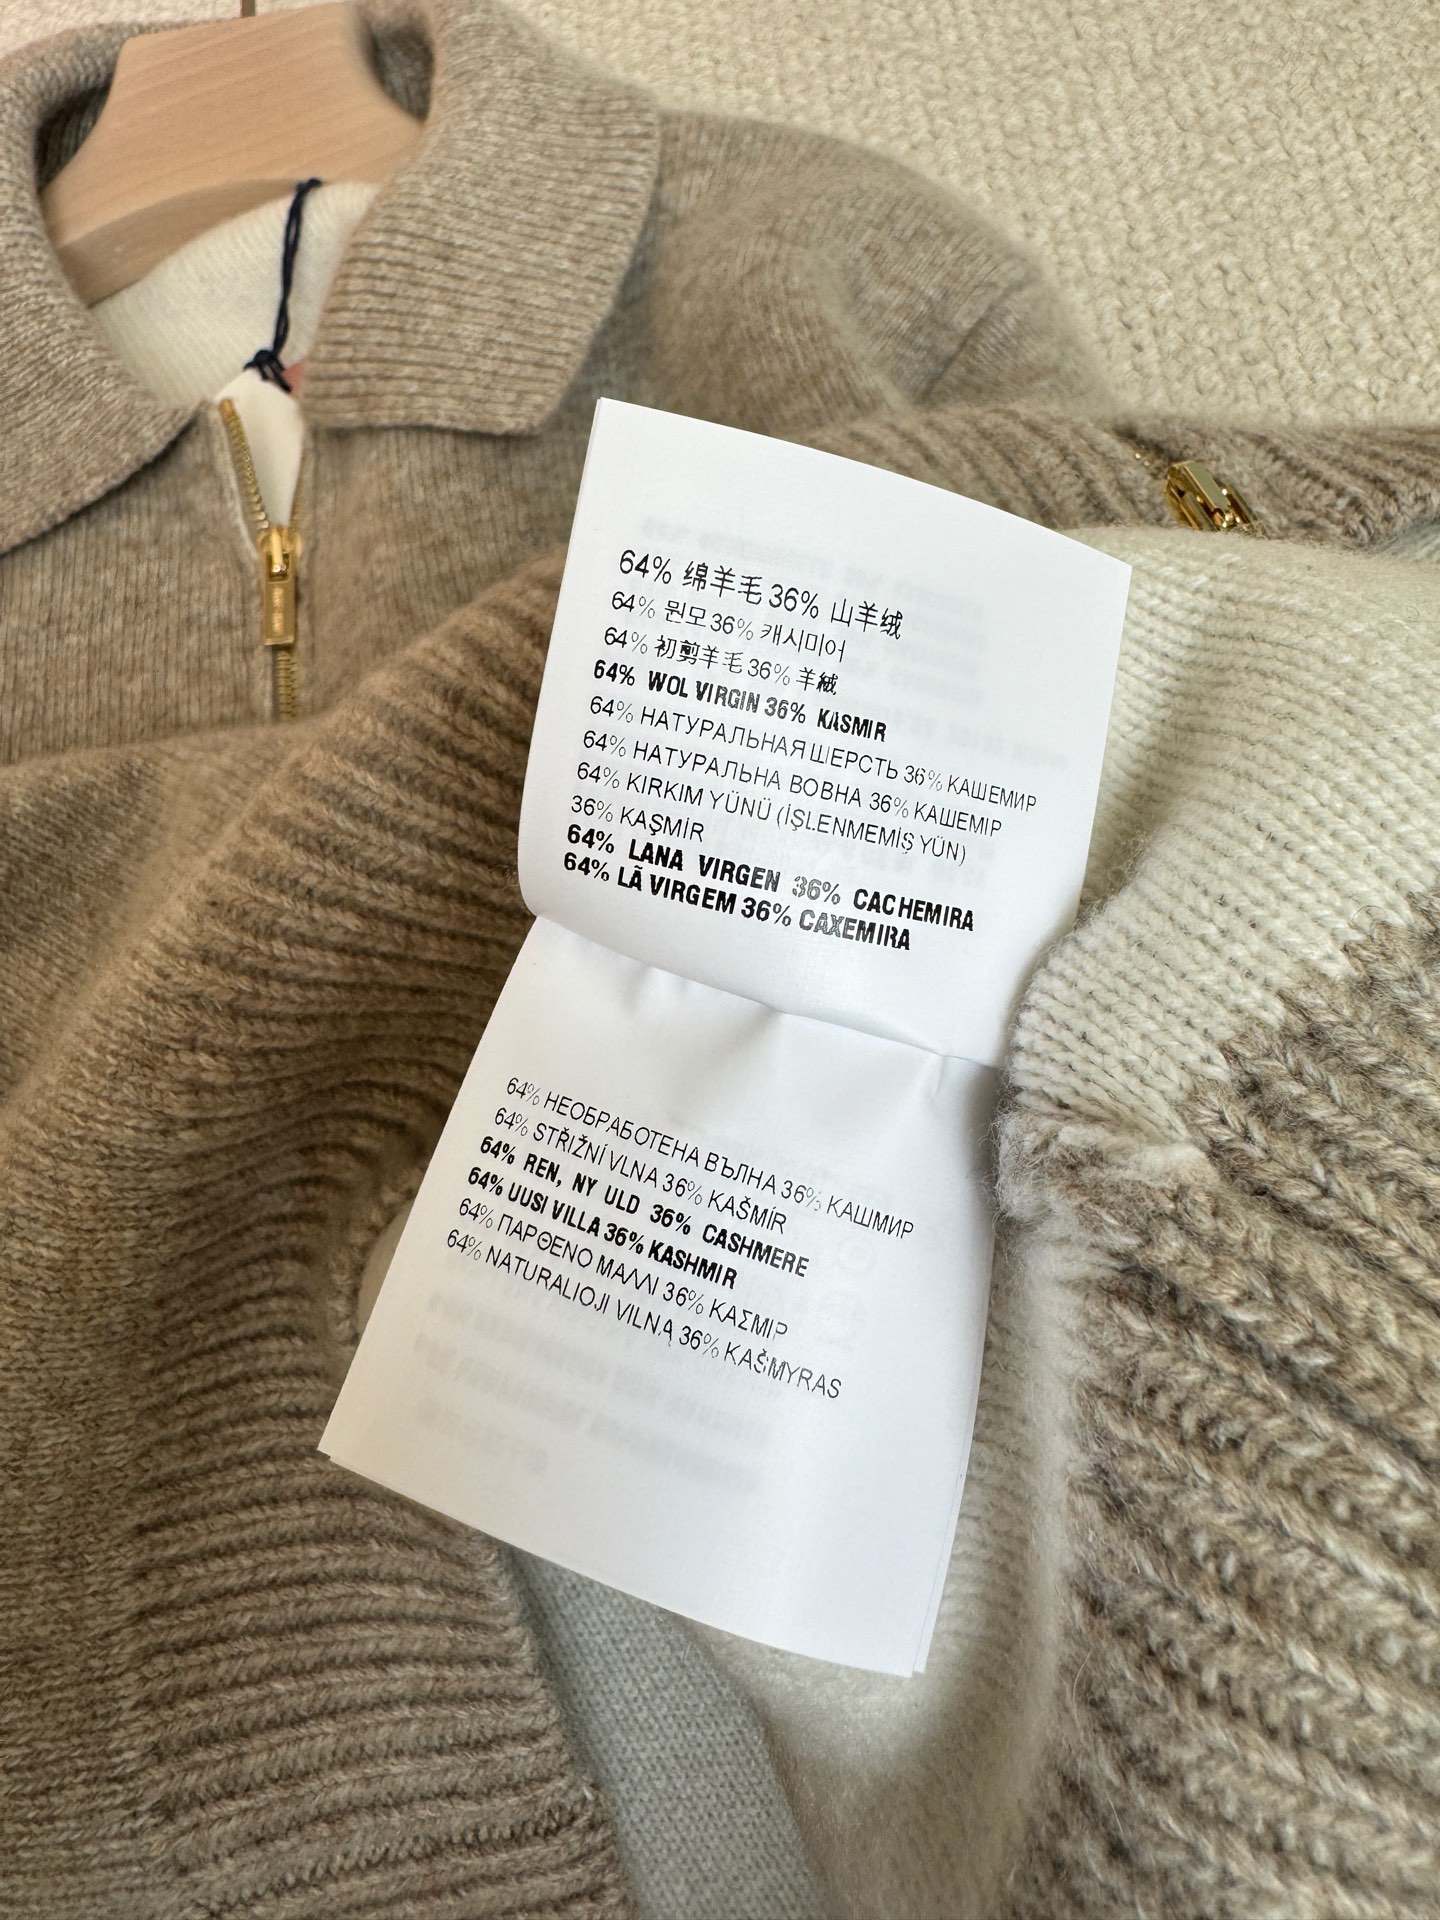 64% 绵羊毛 36% 山羊绒
64% 뭔모 36% 캐시미어
64% 初剪羊毛 36% 羊絨
64% WOL VIRGIN 36% KASMIR
64% НАТУРАЛЬНАЯ ШЕРСТЬ 36% КАШЕМИР
64% НАТУРАЛЬНА ВОВНА 36% КАШЕМІР
64% KIRKIM YÜNÜ (İŞLENMEMİŞ YÜN)
36% KAŞMİR
64% LANA VIRGEN 36% CACHEMIRA
64% LÃ VIRGEM 36% CAXEMIRA
64% НЕОБРАБОТЕНА ВЪЛНА 36% КАШМИР
64% STŘIŽNÍ VLNA 36% KAŠMÍR
64% REN, NY ULD 36% CASHMERE
64% UUSI VILLA 36% KASHMIR
64% ΠΑΡΘΕΝΟ ΜΑΛΛΙ 36% ΚΑΣΜΙΡ
64% NATURALIOJI VILNĄ 36% KAŠMYRAS